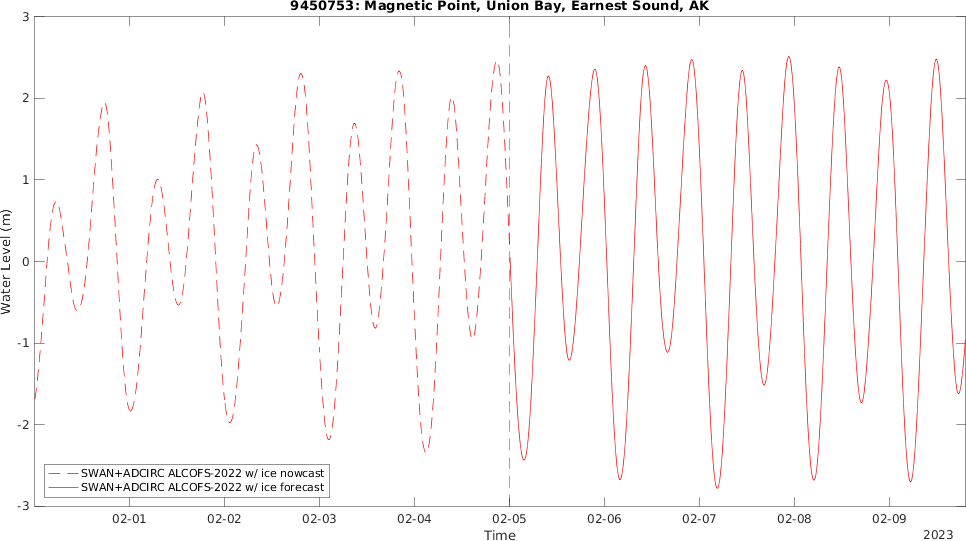 9450753: Magnetic Point, Union Bay, Earnest Sound, AK
3
2
1
0
-1
-2
-3
Water Level (m)
SWAN+ADCIRC ALCOFS-2022 w/ ice nowcast
SWAN+ADCIRC ALCOFS-2022 w/ ice forecast
02-01 02-02 02-03 02-04 02-05 02-06 02-07 02-08 02-09
Time
2023